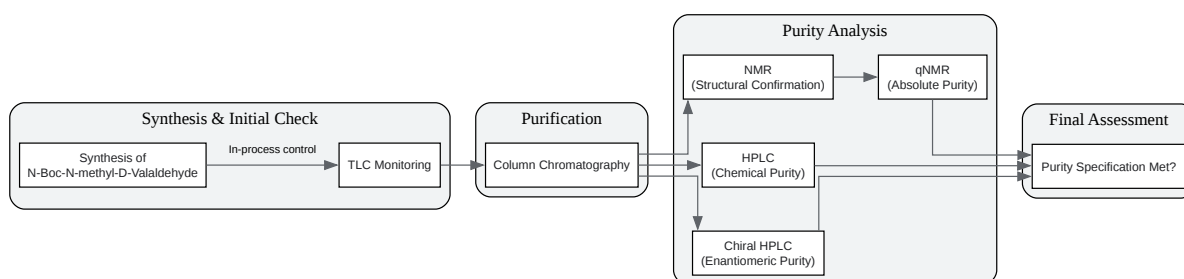 Synthesis & Initial Check
Synthesis of
N-Boc-N-methyl-D-Valaldehyde
In-process control
TLC Monitoring
Purification
Column Chromatography
Purity Analysis
NMR
(Structural Confirmation)
qNMR
(Absolute Purity)
HPLC
(Chemical Purity)
Chiral HPLC
(Enantiomeric Purity)
Final Assessment
Purity Specification Met?